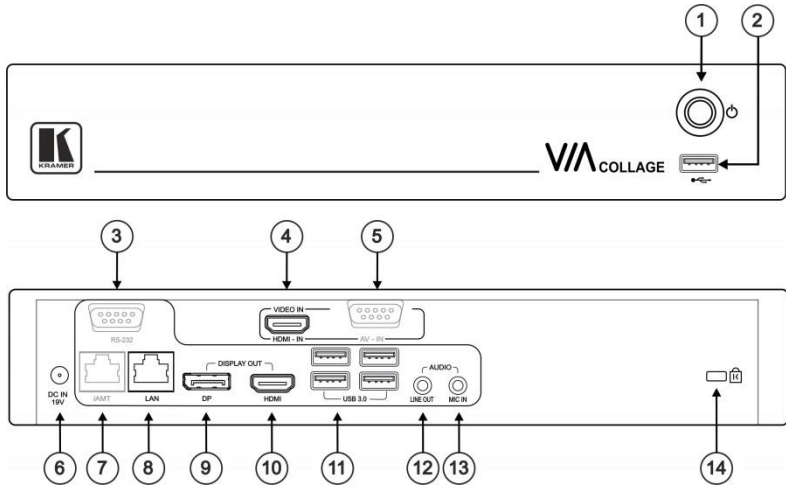 1
2
K
KRAMER
VIA COLLAGE
3
4
5
VIDEO IN
HDMI - IN
AV - IN
RS-232
DISPLAY OUT
AUDIO
DC IN
19V
IAMT
LAN
DP
HDMI
USB 3.0
LINE OUT
MIC IN
K
6
7
8
9
10
11
12
13
14